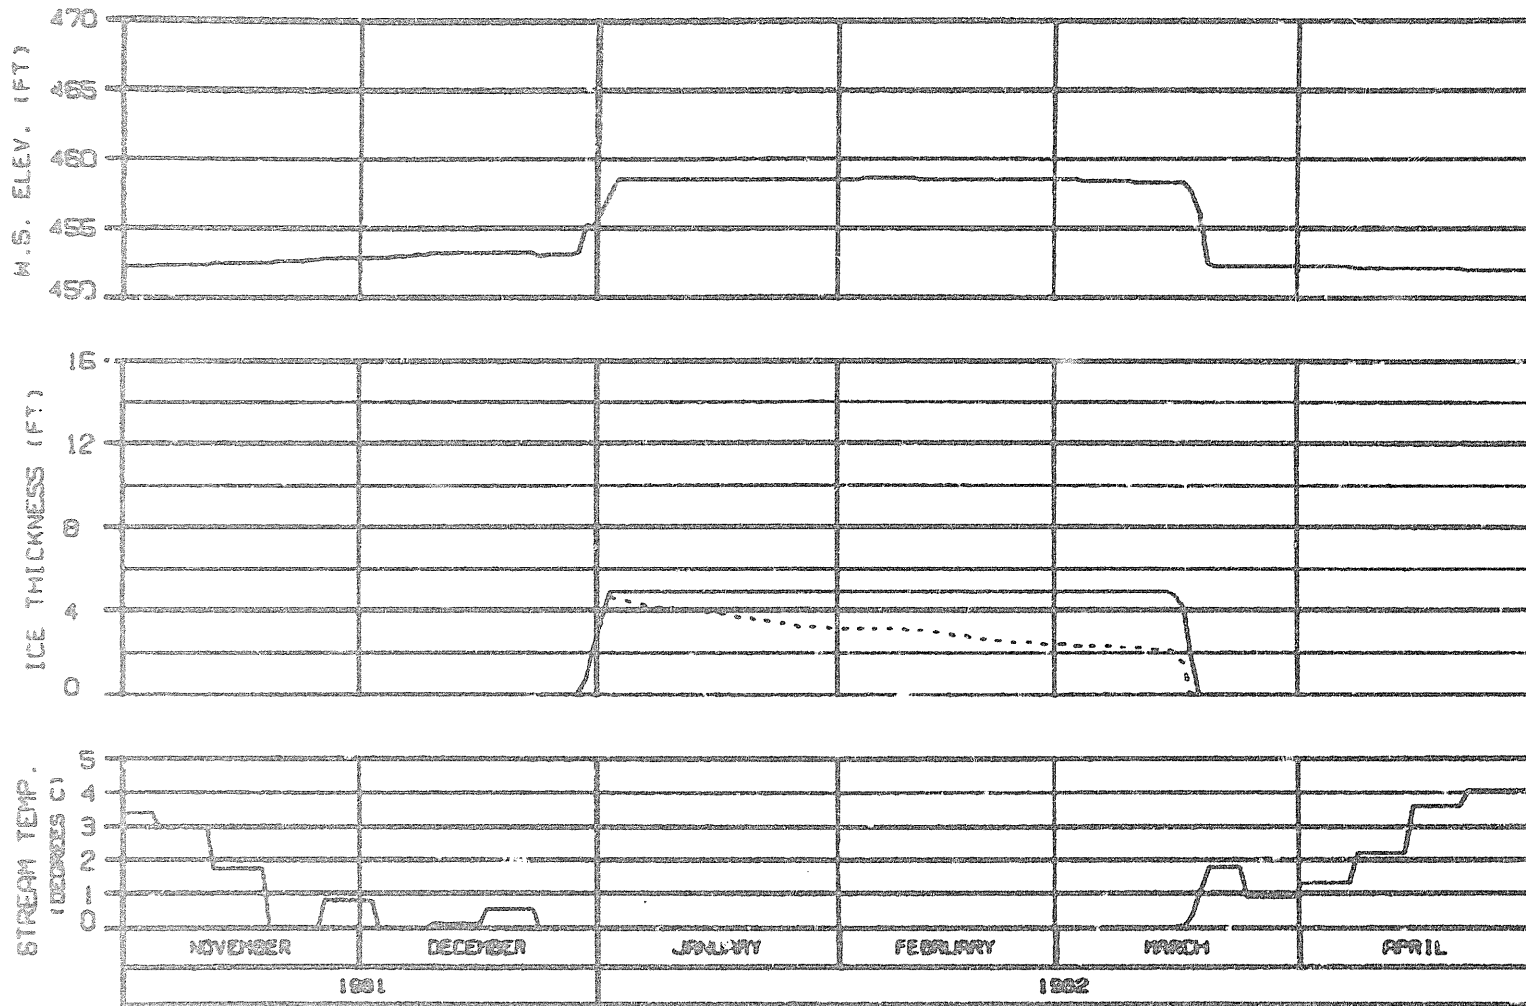 W.S. ELEV. (FT)
470
465
460
455
450
ICE THICKNESS (FT)
16
12
8
4
0
STREAM TEMP.
(DEGREES C)
5
4
3
2
1
0
NOVEMBER
DECEMBER
JANUARY
FEBRUARY
MARCH
APRIL
1981
1982